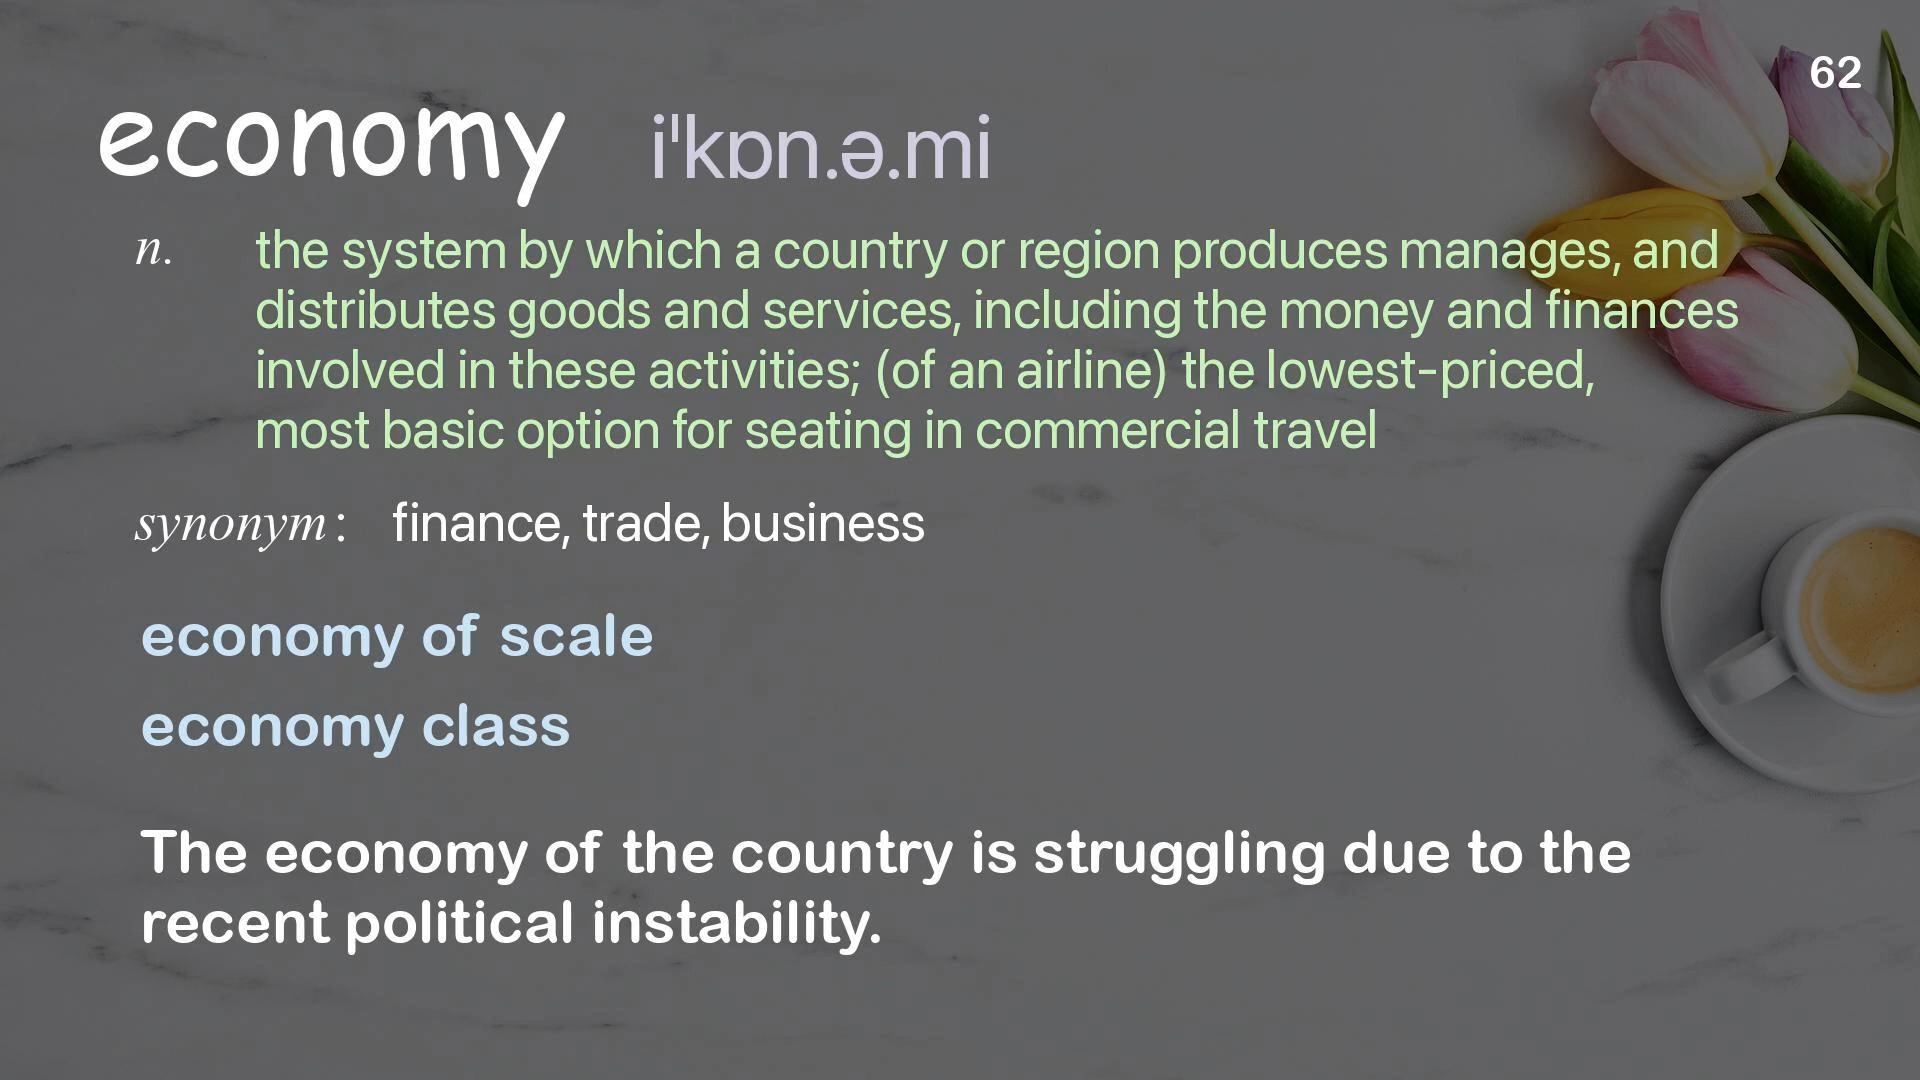 62
economy iˈkɒn.ə.mi
n. the system by which a country or region produces manages, and
distributes goods and services, including the money and finances
involved in these activities; (of an airline) the lowest-priced,
most basic option for seating in commercial travel
synonym: finance, trade, business
economy of scale
economy class
The economy of the country is struggling due to the
recent political instability.